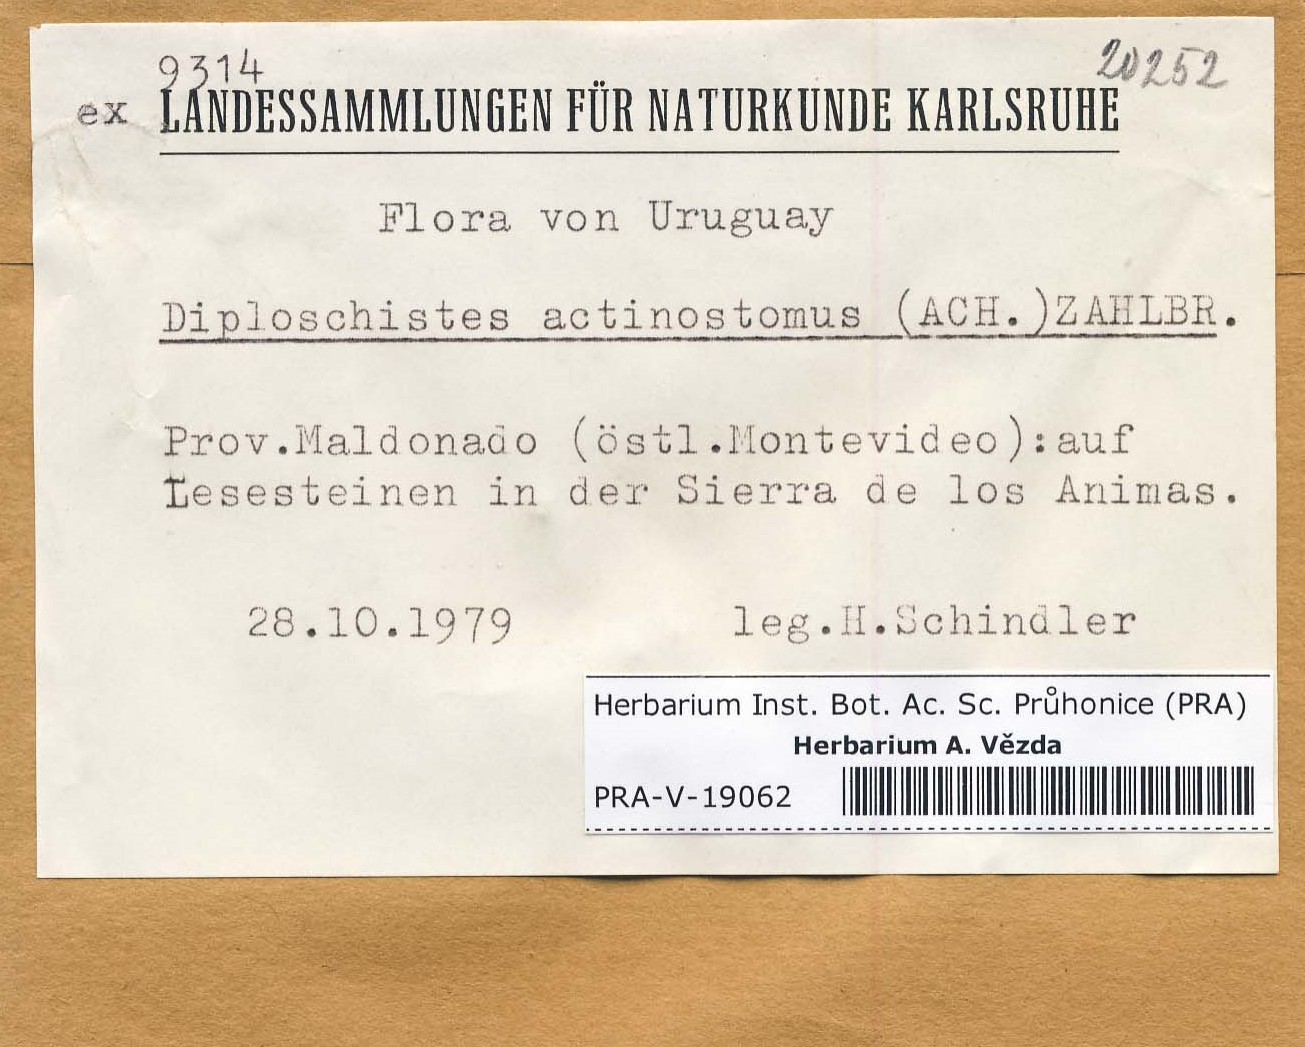 9314
20252
ex LANDESSAMMLUNGEN FÜR NATURKUNDE KARLSRUHE
Flora von Uruguay
Diploschistes actinostomus (ACH.)ZAHLBR.
Prov.Maldonado (östl.Montevideo):auf
Lesesteinen in der Sierra de los Animas.
28.10.1979 leg.H.Schindler
Herbarium Inst. Bot. Ac. Sc. Průhonice (PRA)
Herbarium A. Vězda
PRA-V-19062